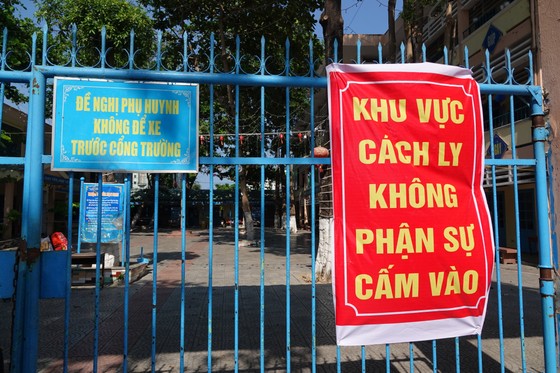 ĐỀ NGHỊ PHỤ HUYNH
KHÔNG ĐỂ XE
TRƯỚC CỔNG TRƯỜNG
KHU VỰC
CÁCH LY
KHÔNG
PHẬN SỰ
CẤM VÀO